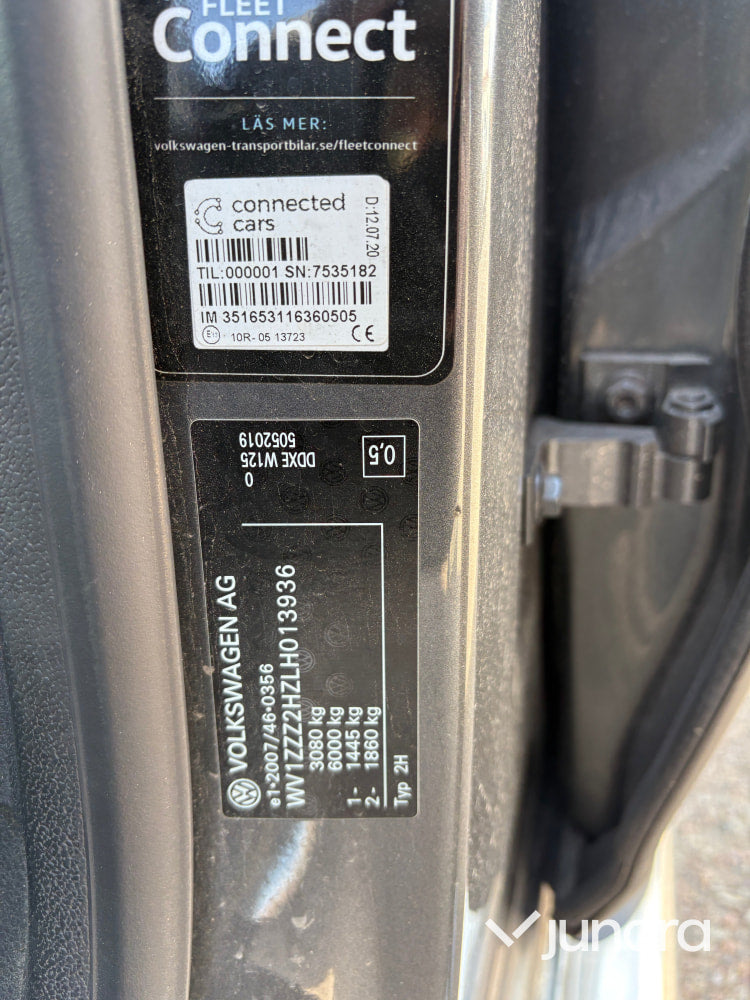 FLEET
Connect
LÄS MER:
volkswagen-transportbilar.se/fleetconnect
connected
cars
D:12.07.20
TIL:000001 SN:7535182
IM 351653116360505
10R- 05 13723
CE
VOLKSWAGEN AG
e1*2007/46*0356
WV1ZZZ2HZLH013936
3080 kg
6000 kg
1- 1445 kg
2- 1860 kg
Typ 2H
5052019
DDXE W125
0
0,5
junora